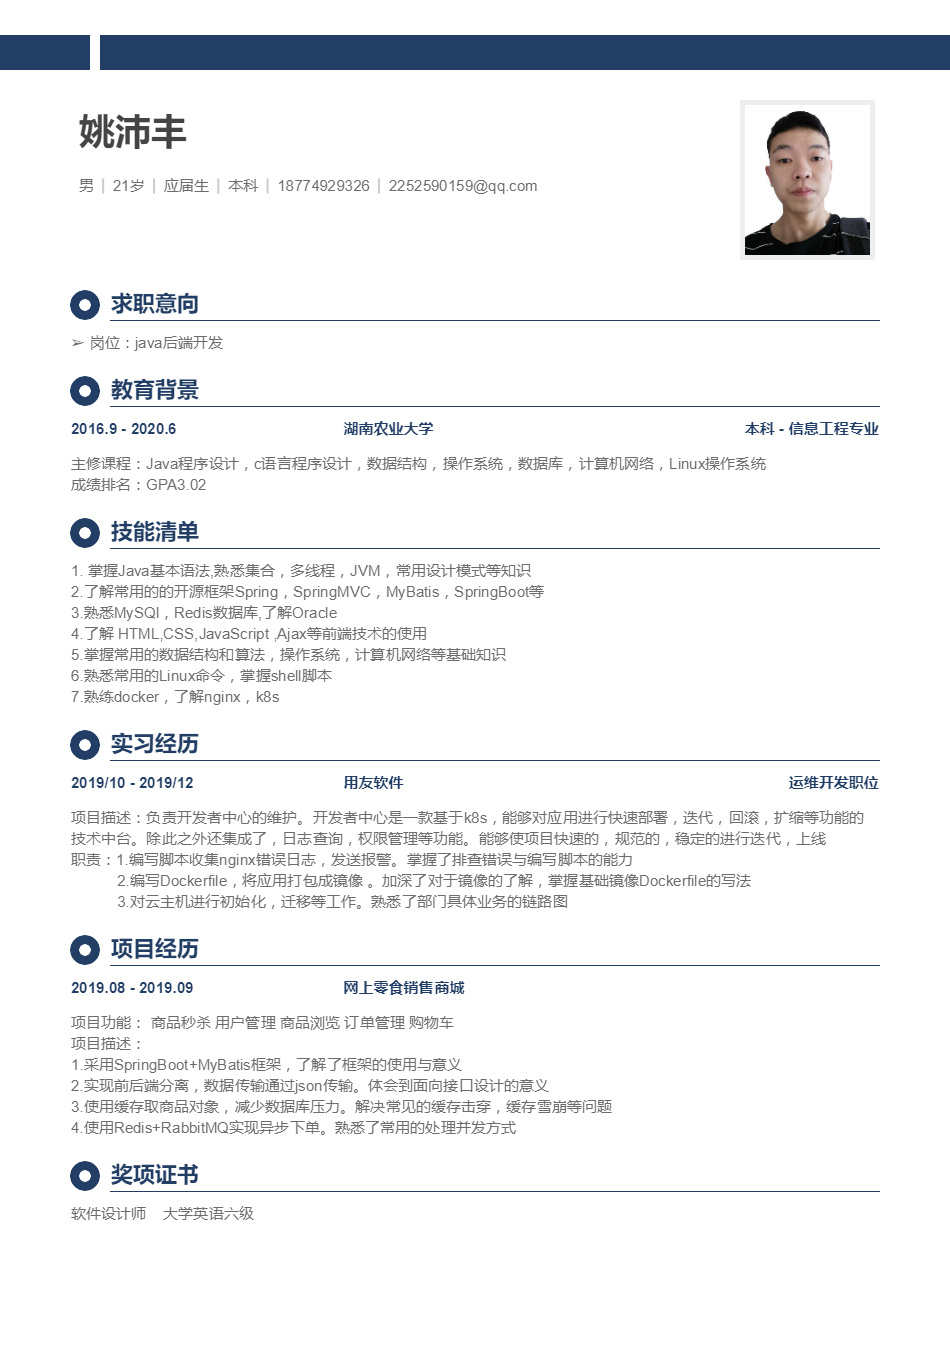 姚沛丰
男 | 21岁 | 应届生 | 本科 | 18774929326 | 2252590159@qq.com
求职意向
➢ 岗位：java后端开发
教育背景
2016.9 - 2020.6 湖南农业大学 本科 - 信息工程专业
主修课程：Java程序设计，c语言程序设计，数据结构，操作系统，数据库，计算机网络，Linux操作系统
成绩排名：GPA3.02
技能清单
1. 掌握Java基本语法,熟悉集合，多线程，JVM，常用设计模式等知识
2.了解常用的的开源框架Spring，SpringMVC，MyBatis，SpringBoot等
3.熟悉MySQl，Redis数据库,了解Oracle
4.了解 HTML,CSS,JavaScript ,Ajax等前端技术的使用
5.掌握常用的数据结构和算法，操作系统，计算机网络等基础知识
6.熟悉常用的Linux命令，掌握shell脚本
7.熟练docker，了解nginx，k8s
实习经历
2019/10 - 2019/12 用友软件 运维开发职位
项目描述：负责开发者中心的维护。开发者中心是一款基于k8s，能够对应用进行快速部署，迭代，回滚，扩缩等功能的
技术中台。除此之外还集成了，日志查询，权限管理等功能。能够使项目快速的，规范的，稳定的进行迭代，上线
职责：1.编写脚本收集nginx错误日志，发送报警。掌握了排查错误与编写脚本的能力
2.编写Dockerfile，将应用打包成镜像 。加深了对于镜像的了解，掌握基础镜像Dockerfile的写法
3.对云主机进行初始化，迁移等工作。熟悉了部门具体业务的链路图
项目经历
2019.08 - 2019.09 网上零食销售商城
项目功能： 商品秒杀 用户管理 商品浏览 订单管理 购物车
项目描述：
1.采用SpringBoot+MyBatis框架，了解了框架的使用与意义
2.实现前后端分离，数据传输通过json传输。体会到面向接口设计的意义
3.使用缓存取商品对象，减少数据库压力。解决常见的缓存击穿，缓存雪崩等问题
4.使用Redis+RabbitMQ实现异步下单。熟悉了常用的处理并发方式
奖项证书
软件设计师 大学英语六级